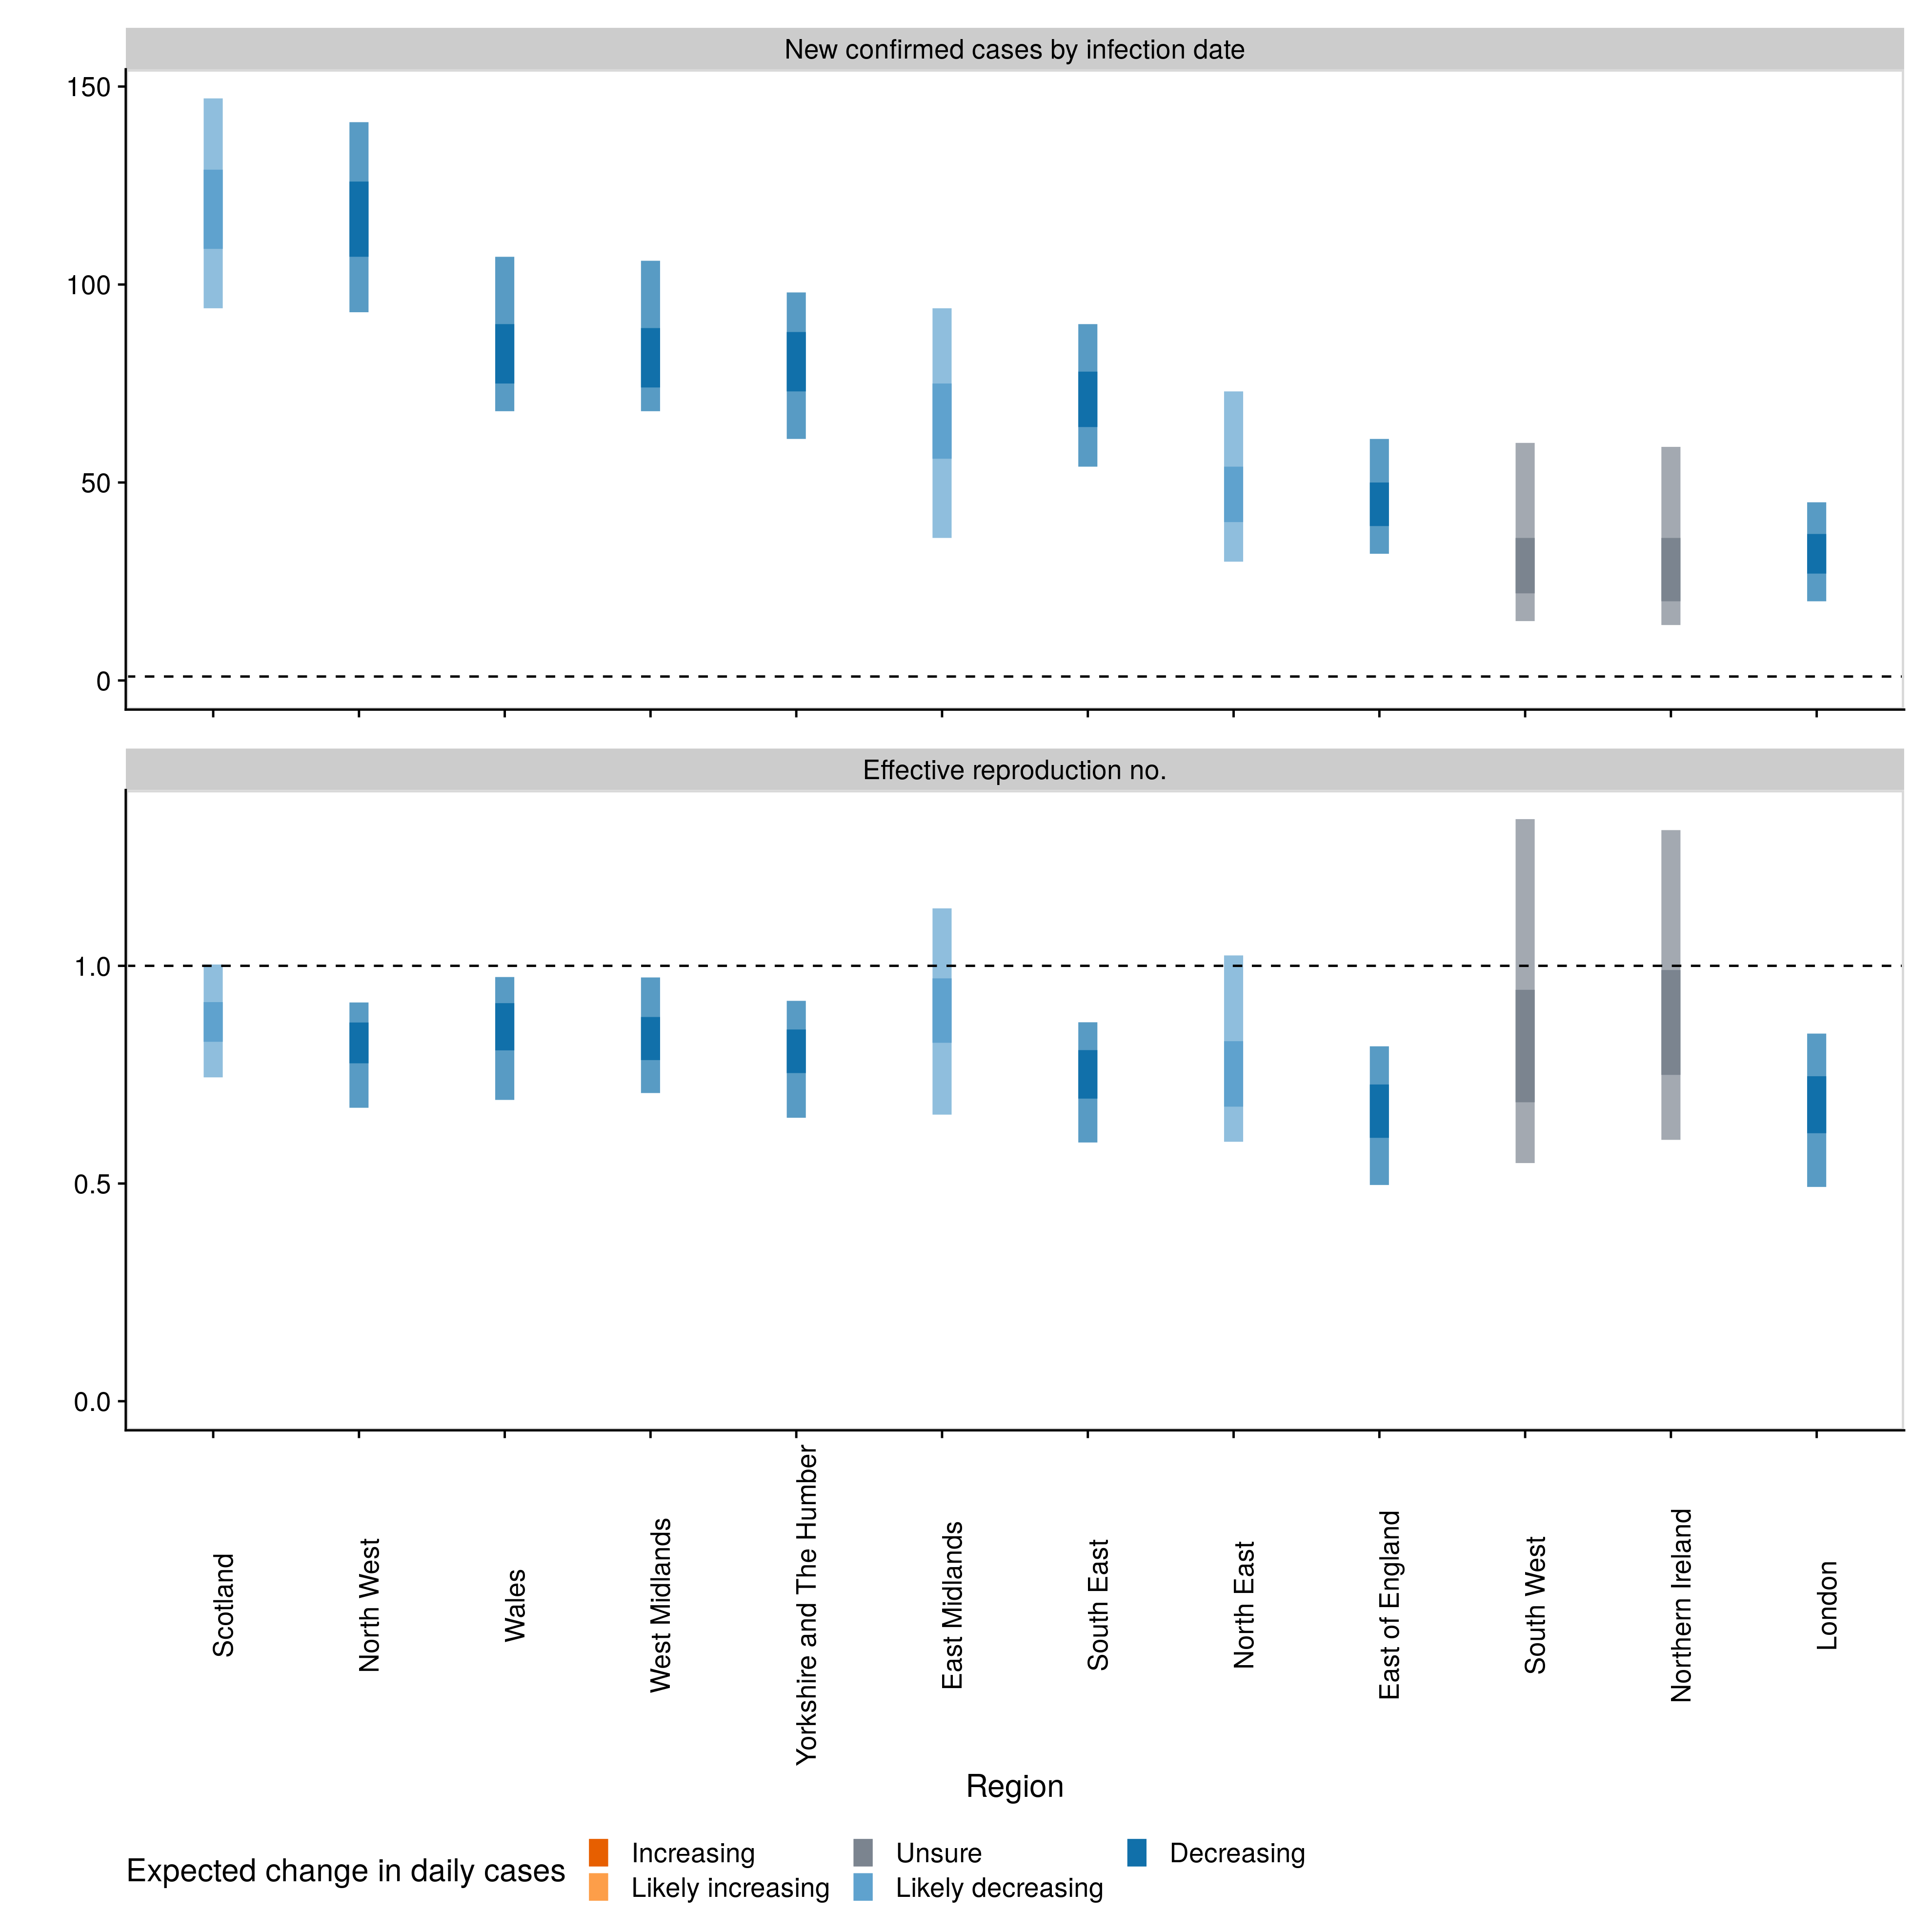 New confirmed cases by infection date
150
100
50
0
Effective reproduction no.
1.0
0.5
0.0
Scotland
North West
Wales
West Midlands
Yorkshire and The Humber
East Midlands
South East
North East
East of England
South West
Northern Ireland
London
Region
Expected change in daily cases
Increasing
Likely increasing
Unsure
Likely decreasing
Decreasing